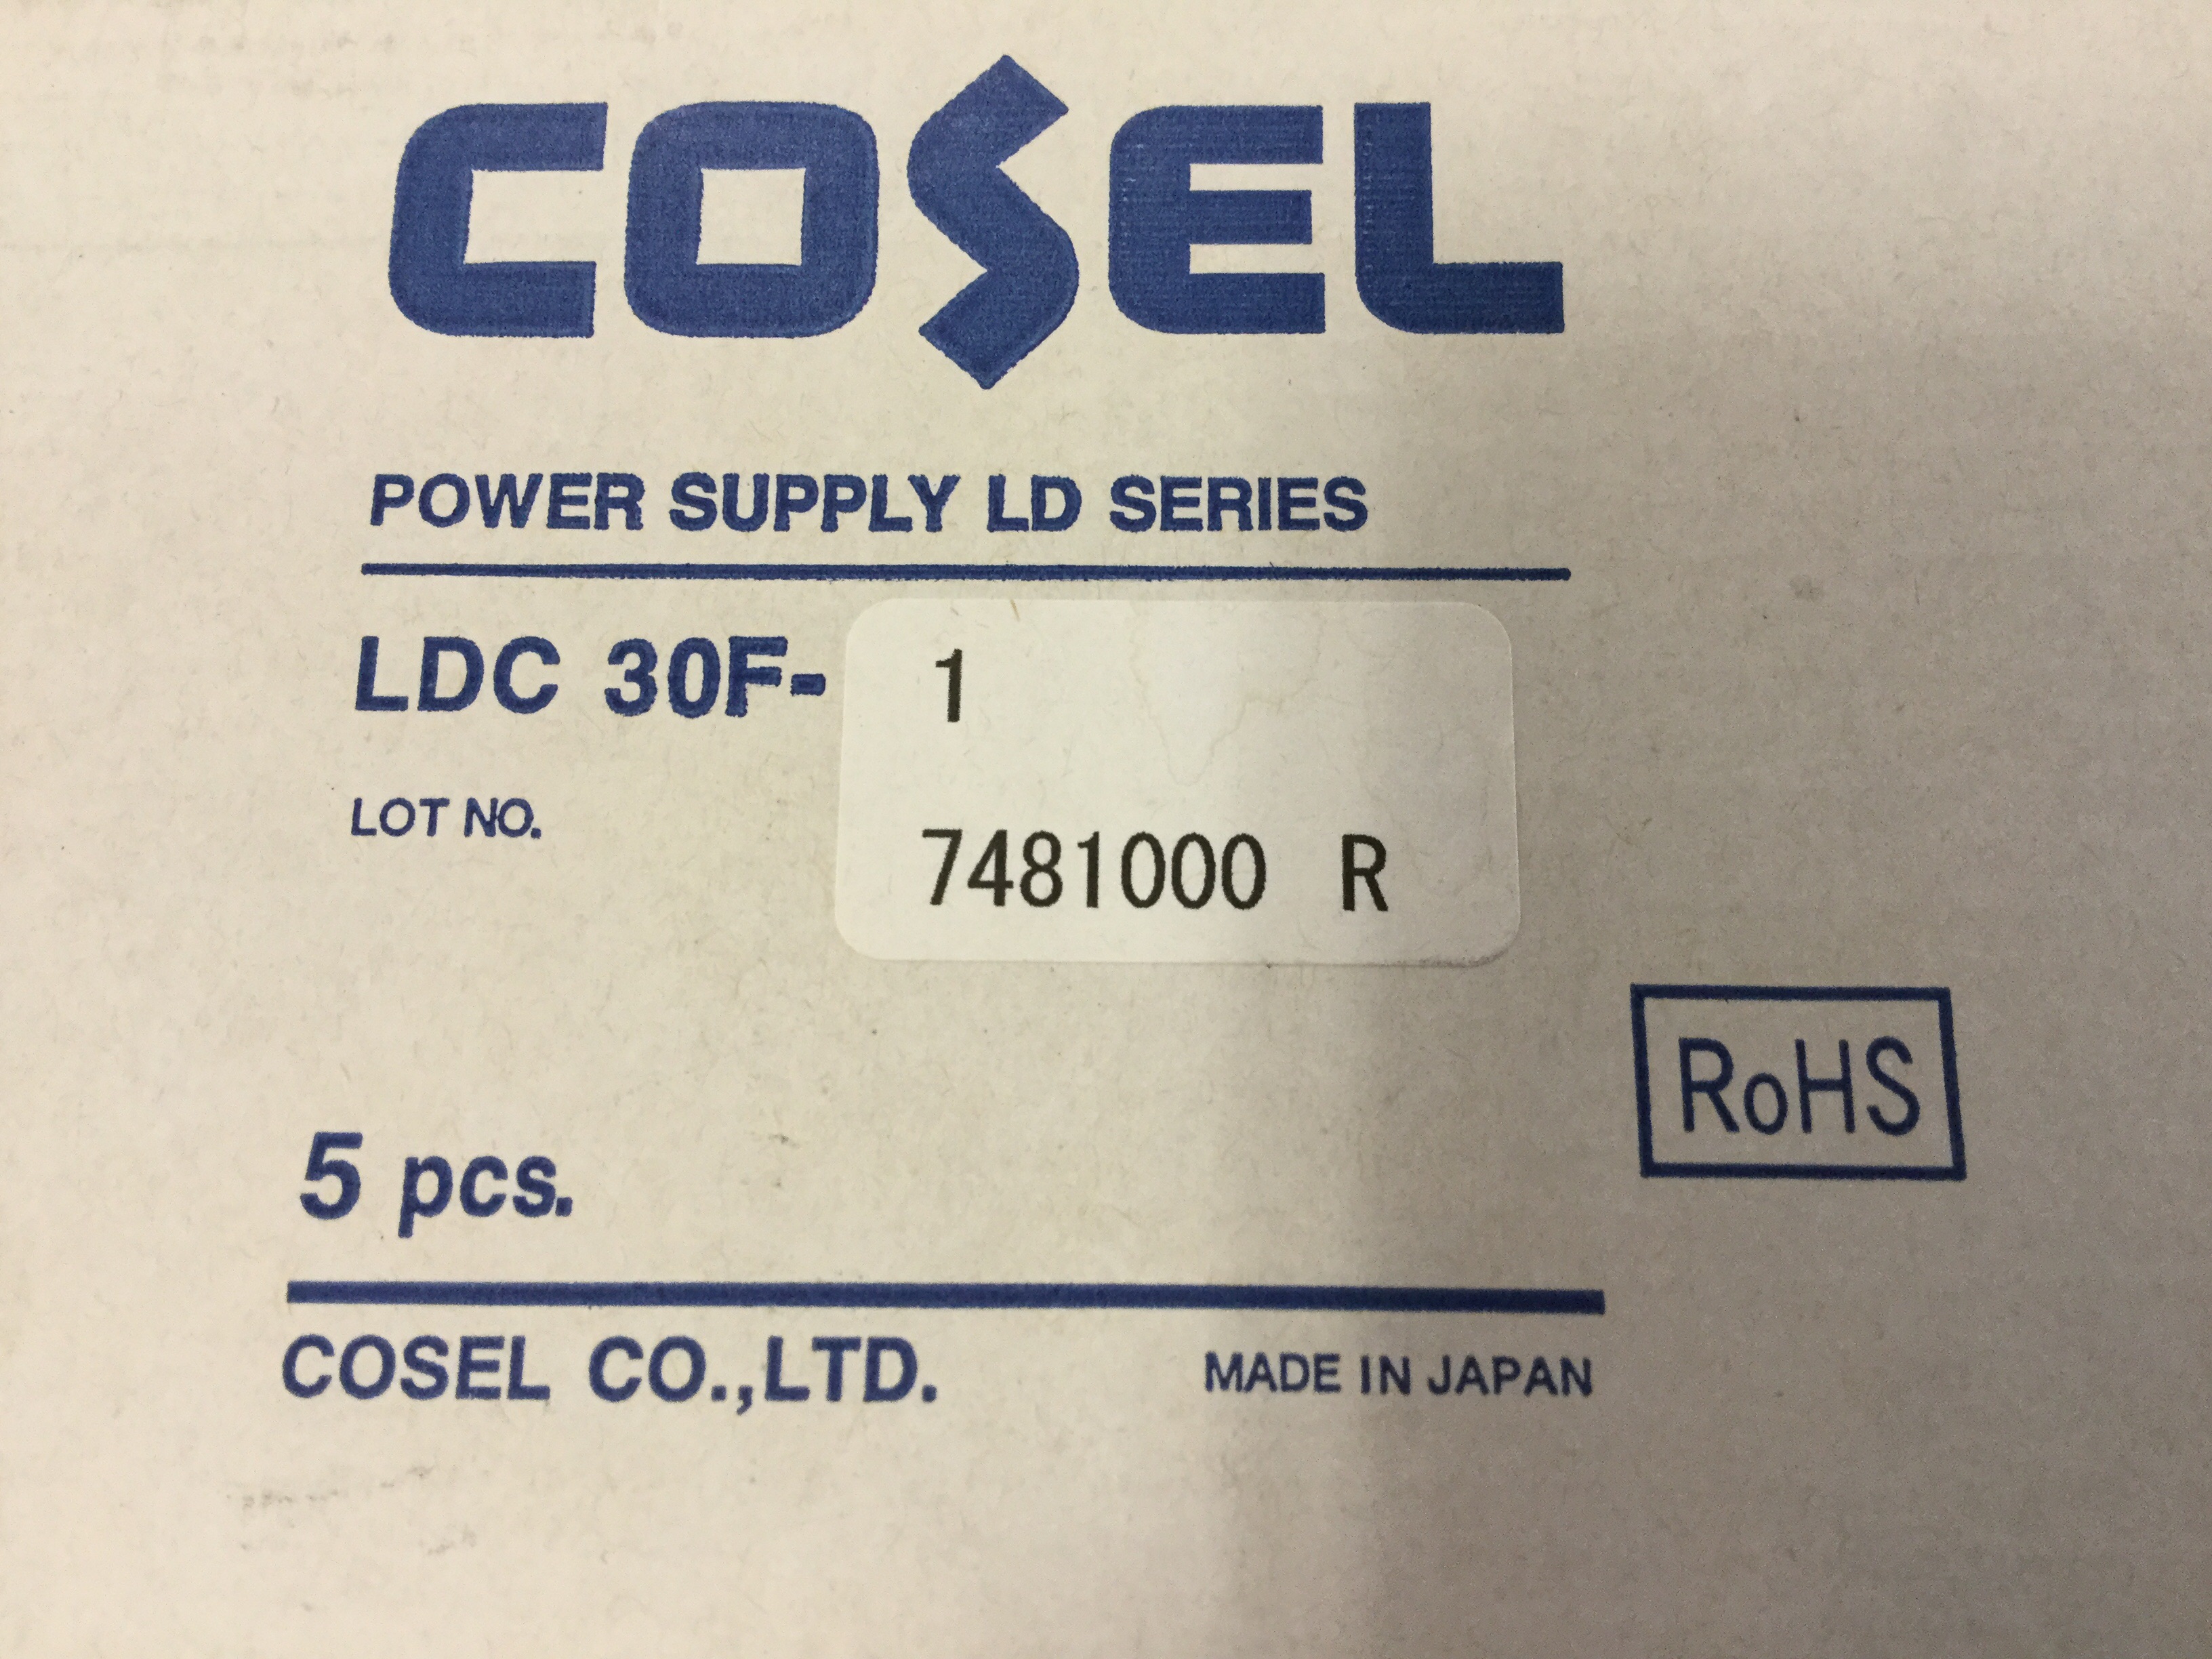 COSEL
POWER SUPPLY LD SERIES
LDC 30F- 1
LOT NO. 7481000 R
RoHS
5 pcs.
COSEL CO.,LTD. MADE IN JAPAN